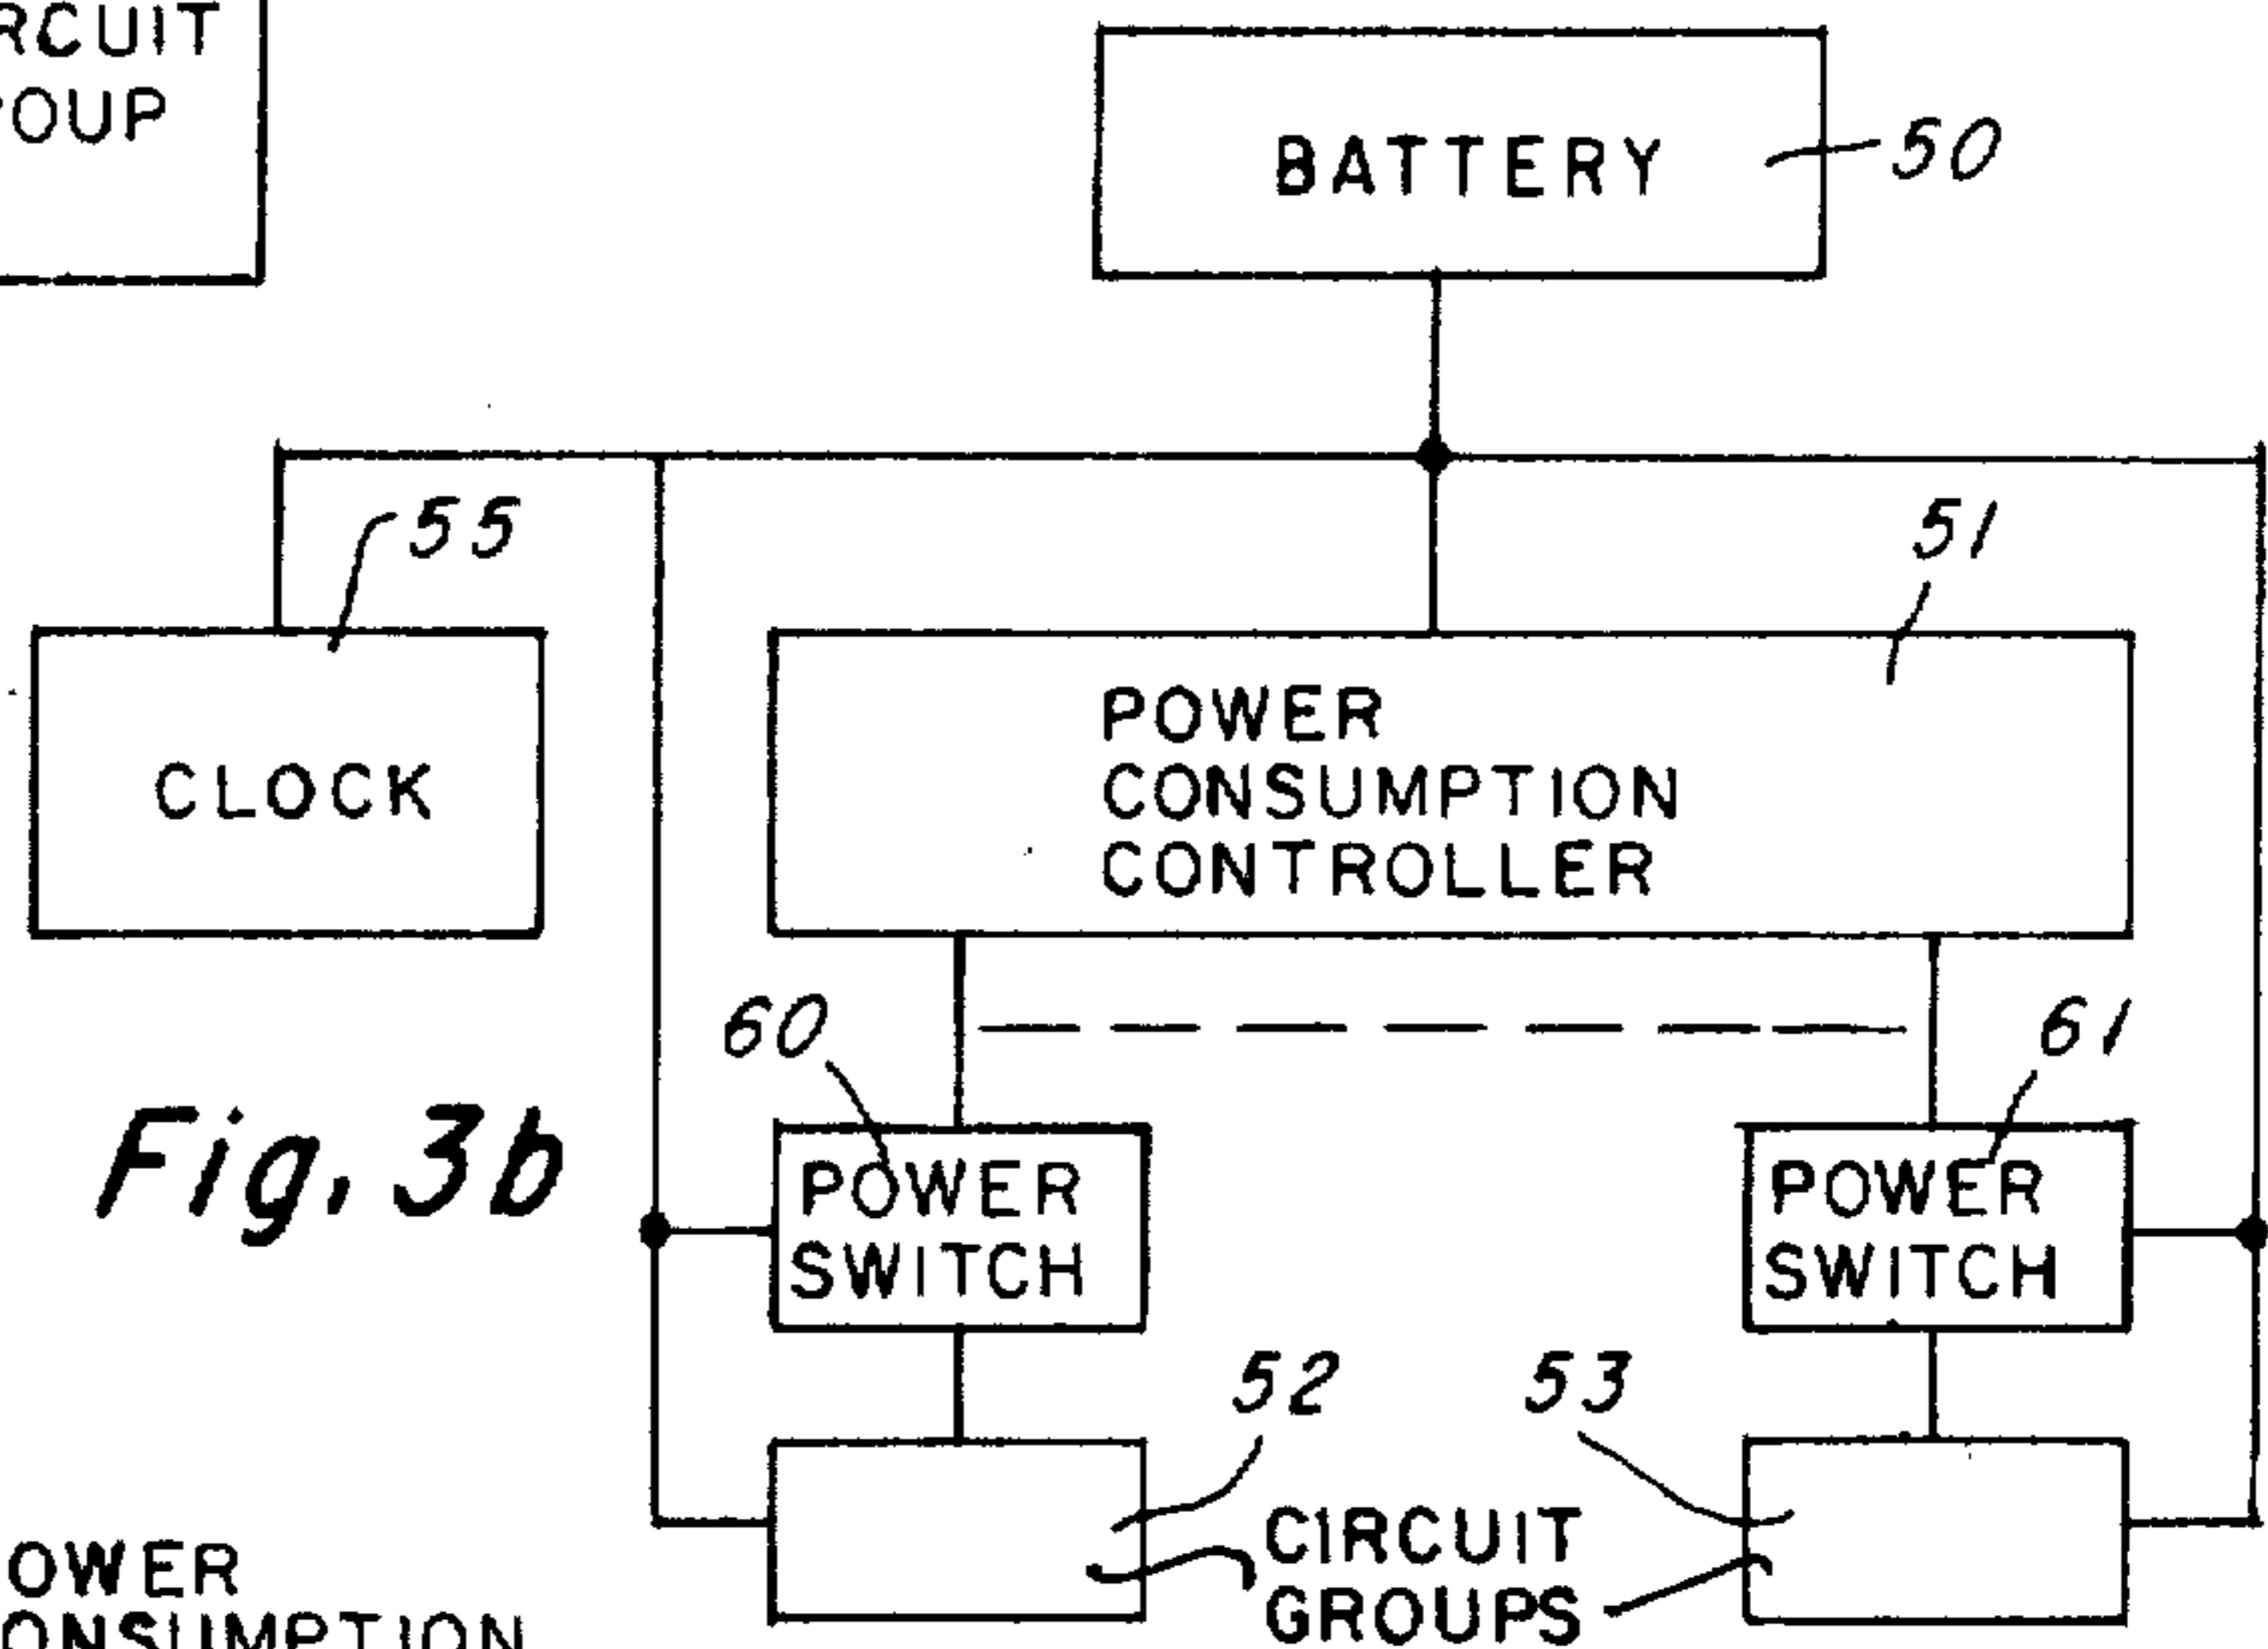 RCUIT
OUP
BATTERY
50
55
51
CLOCK
POWER
CONSUMPTION
CONTROLLER
60
61
Fig. 3b
POWER
SWITCH
POWER
SWITCH
52
53
CIRCUIT
GROUPS
OWER
ONSUMPTION